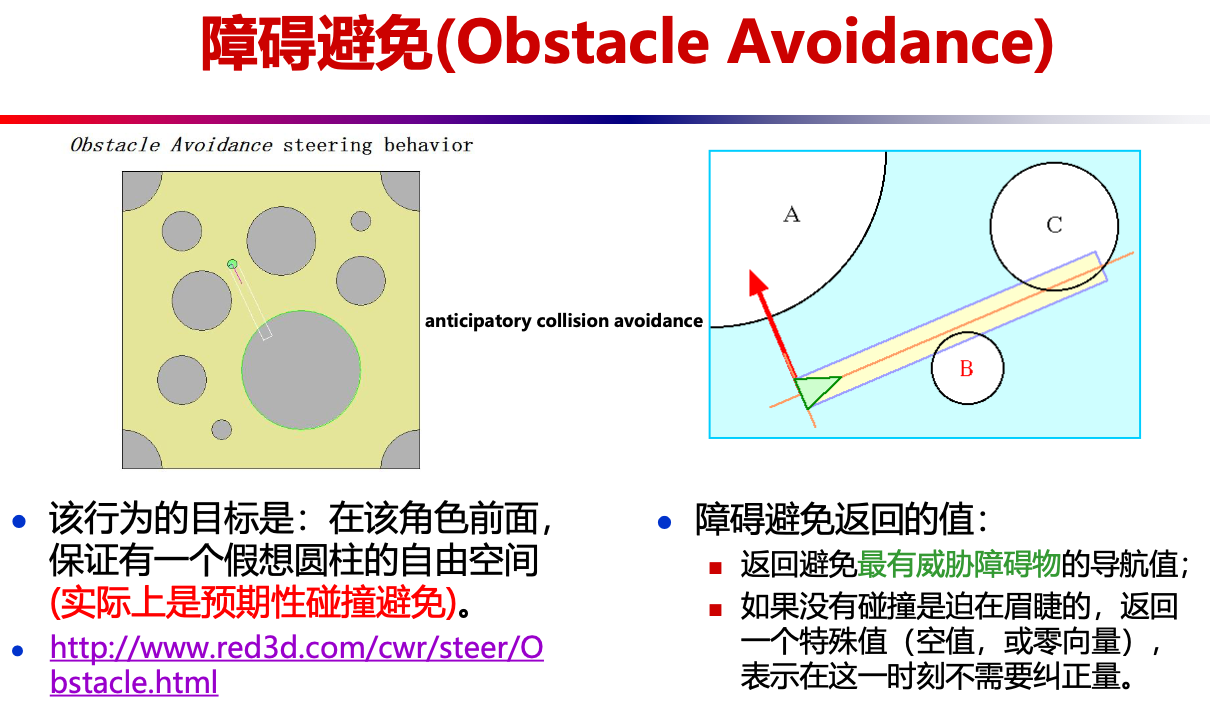 障碍避免(Obstacle Avoidance)
Obstacle Avoidance steering behavior
anticipatory collision avoidance
A
C
B
该行为的目标是：在该角色前面，
保证有一个假想圆柱的自由空间
(实际上是预期性碰撞避免)。
http://www.red3d.com/cwr/steer/O
bstacle.html
障碍避免返回的值：
返回避免最有威胁障碍物的导航值；
如果没有碰撞是迫在眉睫的，返回
一个特殊值（空值，或零向量），
表示在这一时刻不需要纠正量。